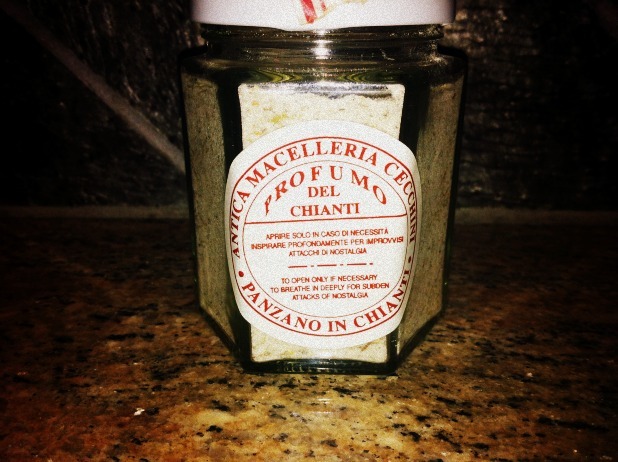 ANTICA MACELLERIA CECCHINI
PROFUMO
DEL
CHIANTI
APRIRE SOLO IN CASO DI NECESSITÀ
INSPIRARE PROFONDAMENTE PER IMPROVVISI
ATTACCHI DI NOSTALGIA
TO OPEN ONLY IF NECESSARY
TO BREATHE IN DEEPLY FOR SUBDEN
ATTACKS OF NOSTALGIA
• PANZANO IN CHIANTI •